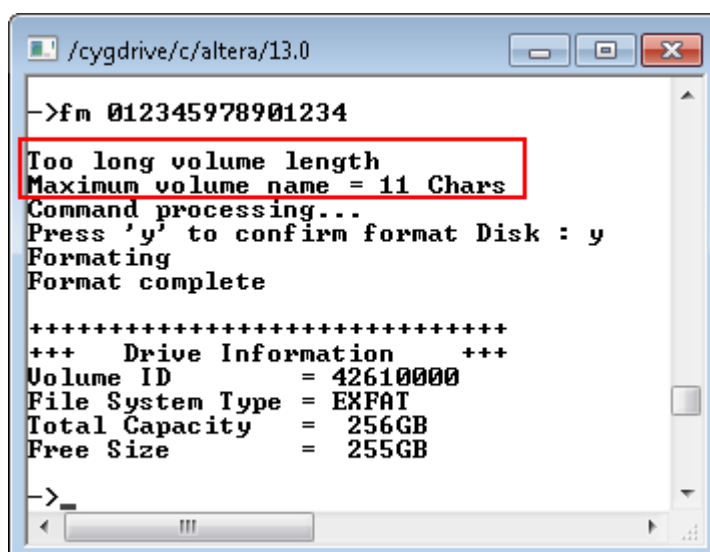 /cygdrive/c/altera/13.0
->fm 012345978901234
Too long volume length
Maximum volume name = 11 Chars
Command processing...
Press 'y' to confirm format Disk : y
Formating
Format complete
++++++++++++++++++++++++++++++
+++   Drive Information    +++
Volume ID        = 42610000
File System Type = EXFAT
Total Capacity   =  256GB
Free Size        =  255GB
->_